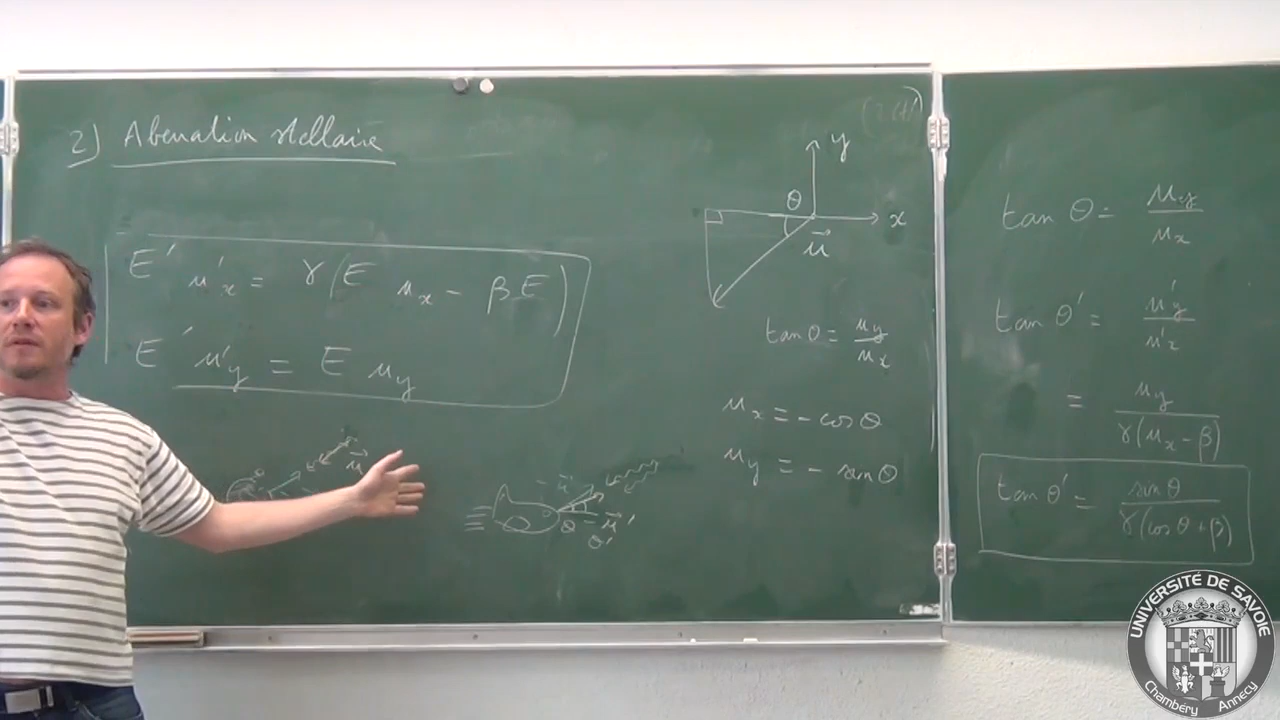 2) Aberration stellaire
E' u'x = γ(E ux - βE)
E' u'y = E uy
y
θ
x
u⃗
tan θ = uy/ux
ux = - cos θ
uy = - sin θ
u⃗
θ
θ'
tan θ = uy/ux
tan θ' = u'y/u'x
= uy/γ(ux - β)
tan θ' = sin θ/γ(cos θ + β)
UNIVERSITÉ DE SAVOIE
Chambéry Annecy